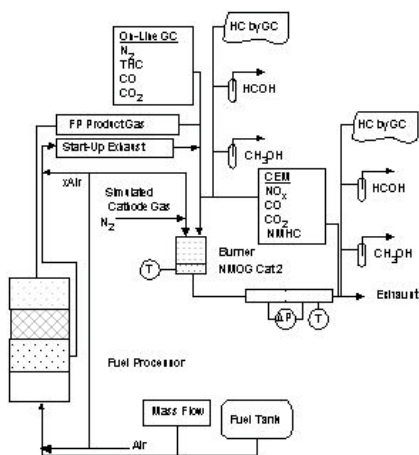 On-Line GC
N2
THC
CO
CO2
HC by GC
HCOH
CH3OH
FP Product Gas
Start-Up Exhaust
xAir
Simulated
Cathode Gas
N2
CEM
NOx
CO
CO2
NMHC
HC by GC
HCOH
CH3OH
Burner
NMOG Cat 2
T
ΔP
T
Exhaust
Fuel Processor
Mass Flow
Fuel Tank
Air